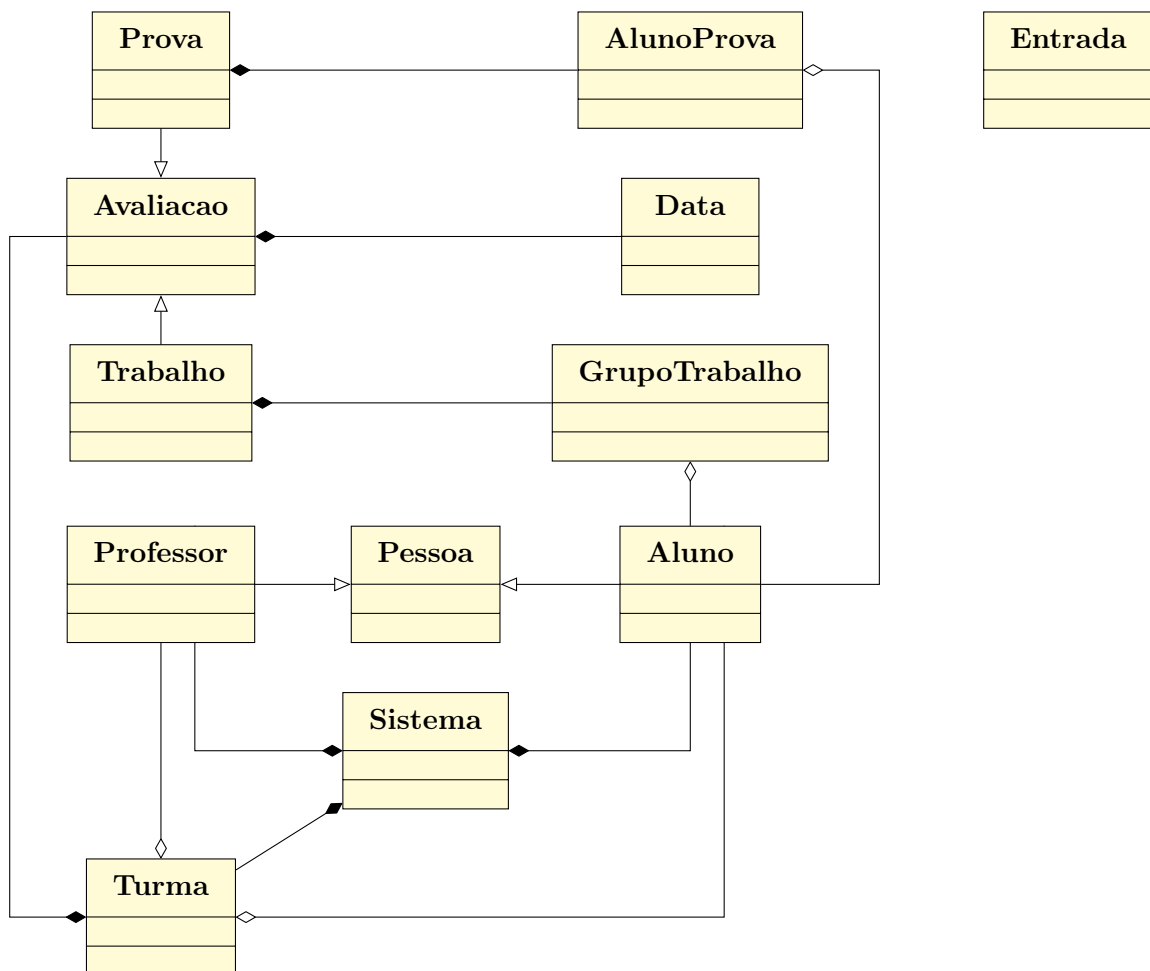 Prova
AlunoProva
Entrada
Avaliacao
Data
Trabalho
GrupoTrabalho
Professor
Pessoa
Aluno
Sistema
Turma